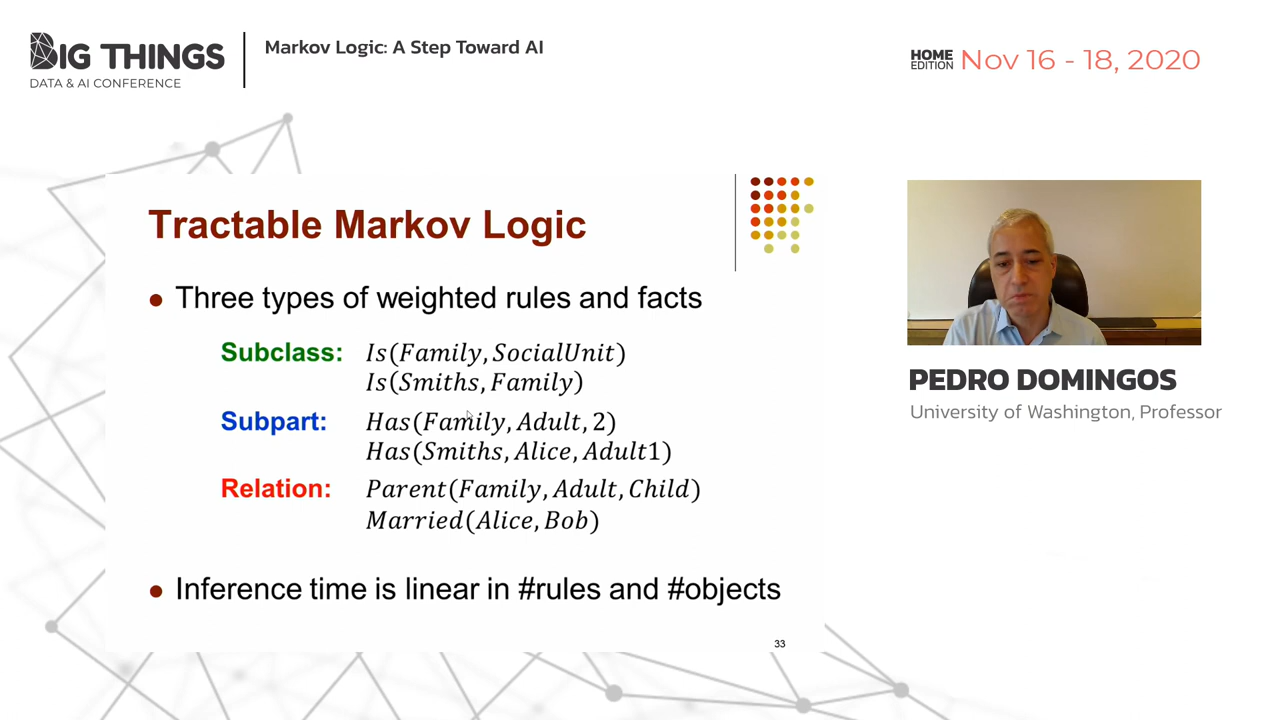 BIG THINGS
DATA & AI CONFERENCE
Markov Logic: A Step Toward AI
HOME
EDITION
Nov 16 - 18, 2020
Tractable Markov Logic
• Three types of weighted rules and facts
Subclass: Is(Family, SocialUnit)
Is(Smiths, Family)
Subpart: Has(Family, Adult, 2)
Has(Smiths, Alice, Adult1)
Relation: Parent(Family, Adult, Child)
Married(Alice, Bob)
• Inference time is linear in #rules and #objects
33
PEDRO DOMINGOS
University of Washington, Professor